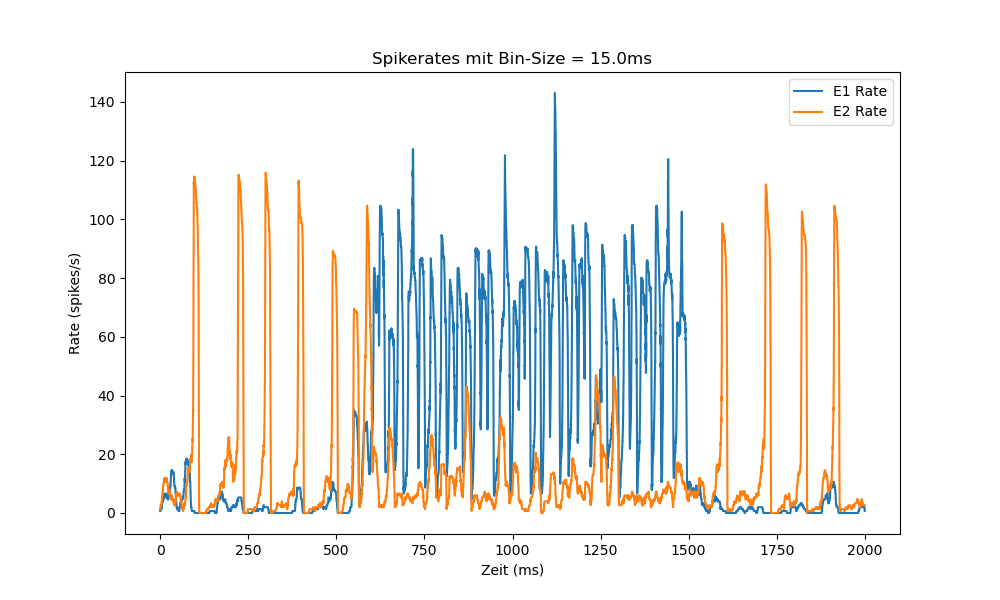 Spikerates mit Bin-Size = 15.0ms
E1 Rate
E2 Rate
Rate (spikes/s)
140
120
100
80
60
40
20
0
0 250 500 750 1000 1250 1500 1750 2000
Zeit (ms)